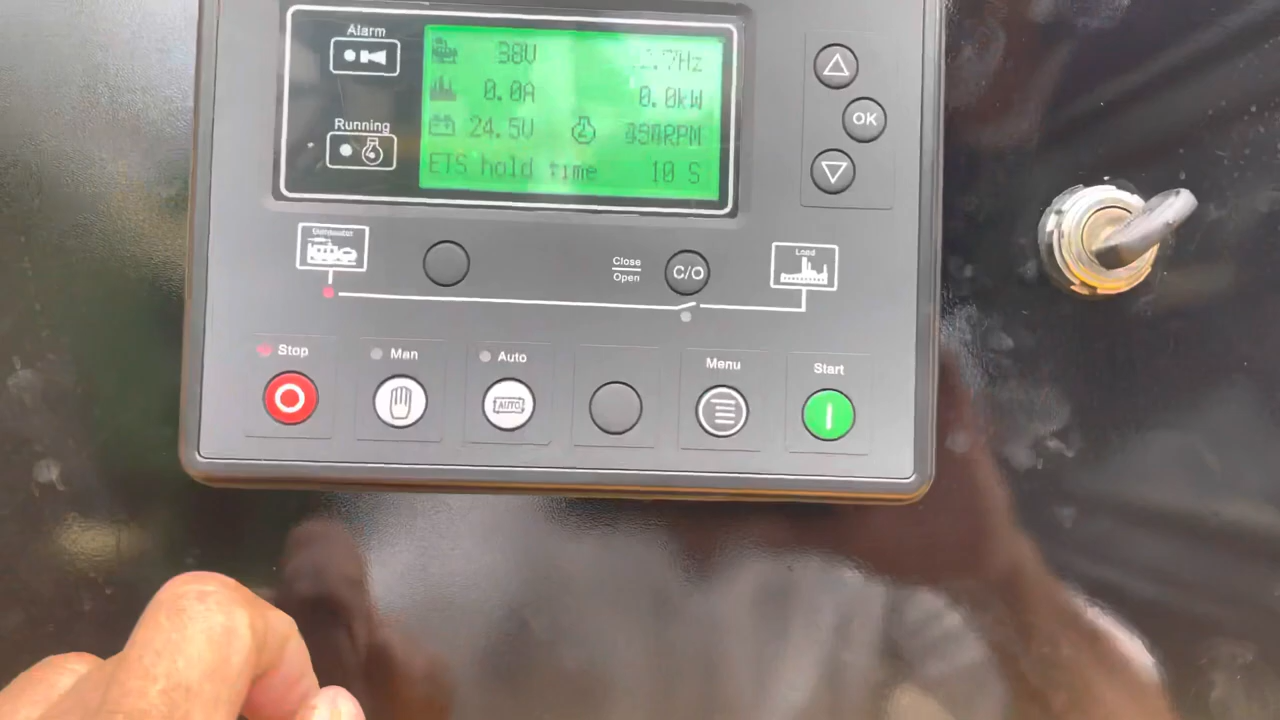 Alarm
38V
0.0A 0.0kW
Running
24.5V RPM
ETS hold time 10 S
OK
Close
Open
C/O
Load
Stop
Man
Auto
AUTO
Menu
Start